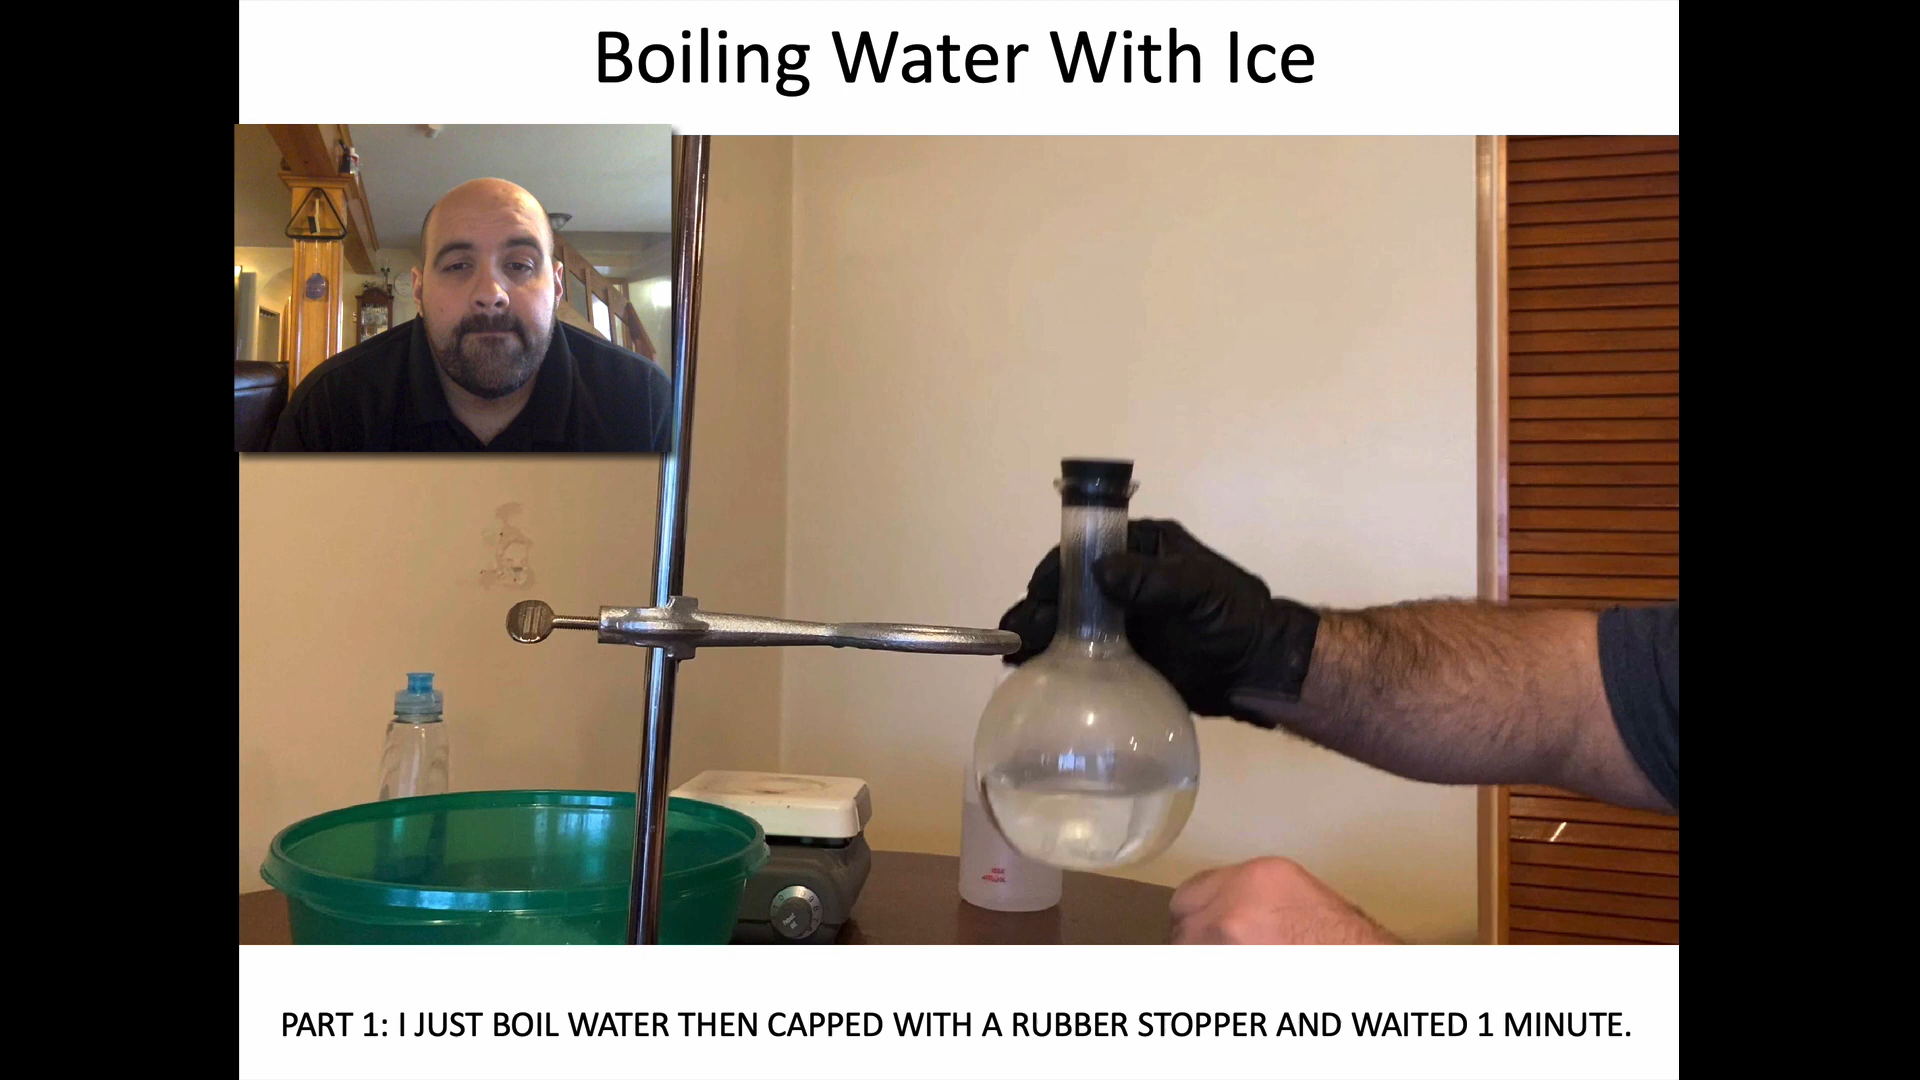 Boiling Water With Ice
PART 1: I JUST BOIL WATER THEN CAPPED WITH A RUBBER STOPPER AND WAITED 1 MINUTE.